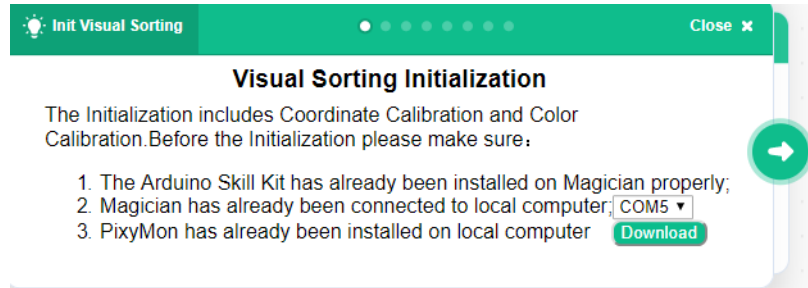 Init Visual Sorting
Close ×
Visual Sorting Initialization
The Initialization includes Coordinate Calibration and Color
Calibration.Before the Initialization please make sure：
1. The Arduino Skill Kit has already been installed on Magician properly;
2. Magician has already been connected to local computer; COM5 ▼
3. PixyMon has already been installed on local computer Download